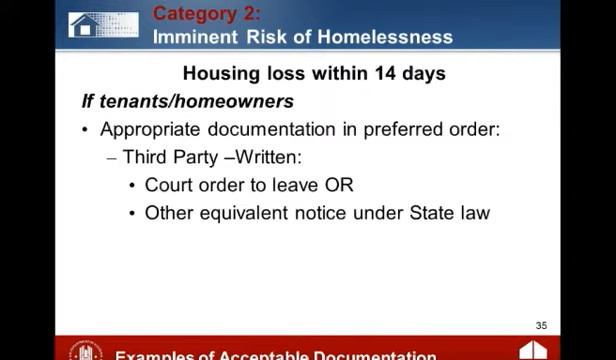 Category 2:
Imminent Risk of Homelessness
Housing loss within 14 days
If tenants/homeowners
• Appropriate documentation in preferred order:
– Third Party –Written:
• Court order to leave OR
• Other equivalent notice under State law
35
Examples of Acceptable Documentation